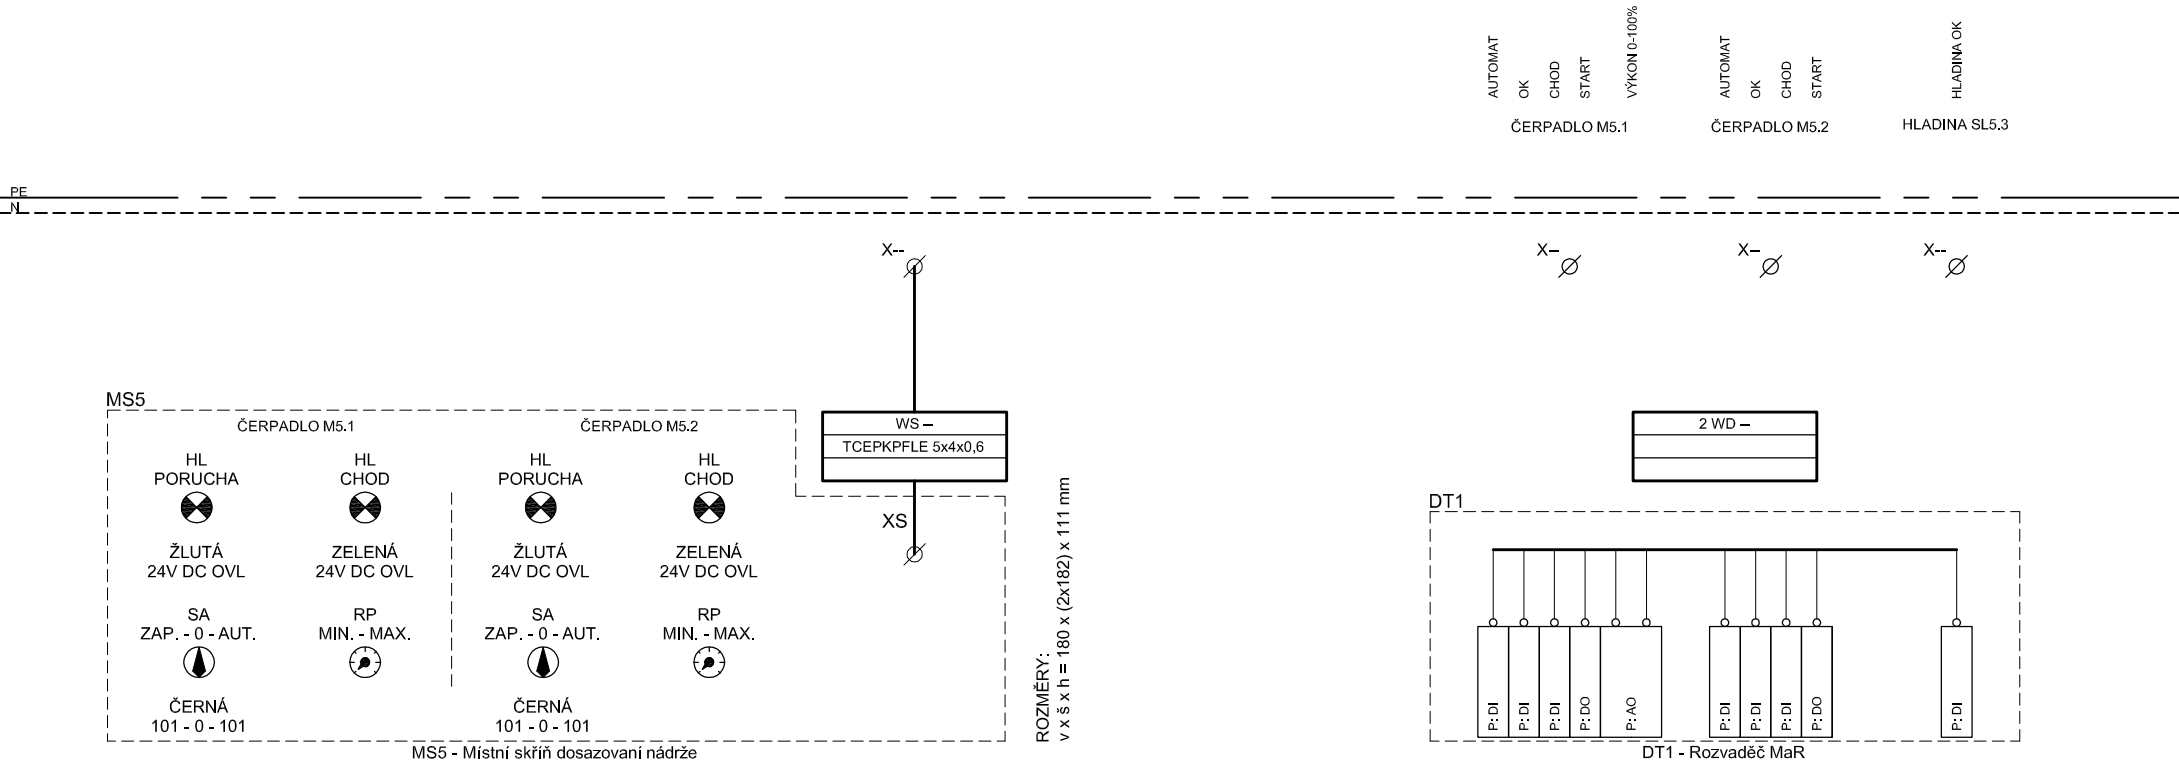 AUTOMAT
OK
CHOD
START
VÝKON 0-100%
AUTOMAT
OK
CHOD
START
HLADINA OK
ČERPADLO M5.1
ČERPADLO M5.2
HLADINA SL5.3
PE
N
X--
X–
X–
X--
MS5
ČERPADLO M5.1
ČERPADLO M5.2
HL
PORUCHA
HL
CHOD
HL
PORUCHA
HL
CHOD
ŽLUTÁ
24V DC OVL
ZELENÁ
24V DC OVL
ŽLUTÁ
24V DC OVL
ZELENÁ
24V DC OVL
SA
ZAP. - 0 - AUT.
RP
MIN. - MAX.
SA
ZAP. - 0 - AUT.
RP
MIN. - MAX.
ČERNÁ
101 - 0 - 101
ČERNÁ
101 - 0 - 101
MS5 - Místní skříň dosazovaní nádrže
WS –
TCEPKPFLE 5x4x0,6
XS
ROZMĚRY:
v x š x h = 180 x (2x182) x 111 mm
2 WD –
DT1
P: DI
P: DI
P: DI
P: DO
P: AO
P: DI
P: DI
P: DI
P: DO
P: DI
DT1 - Rozvaděč MaR